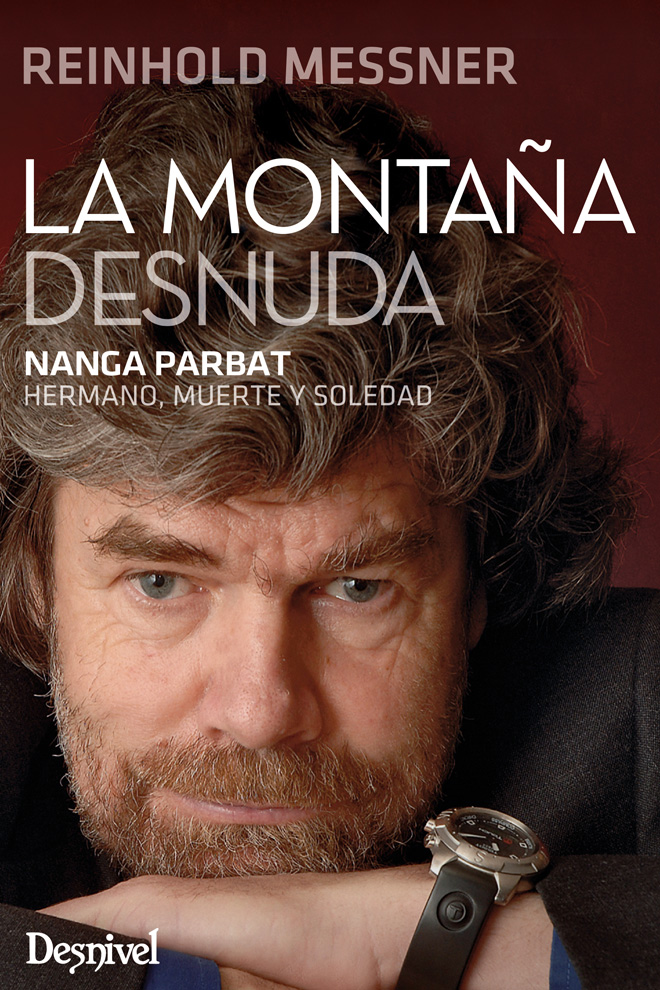 REINHOLD MESSNER
LA MONTAÑA
DESNUDA
NANGA PARBAT
HERMANO, MUERTE Y SOLEDAD
Desnivel